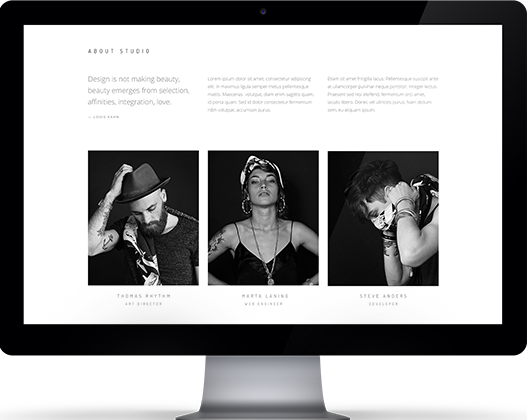 ABOUT STUDIO
Design is not making beauty,
beauty emerges from selection,
affinities, integration, love.
— LOUIS KAHN
Lorem ipsum dolor sit amet, consectetur adipiscing
elit. In maximus ligula semper metus pellentesque
mattis. Maecenas volutpat, diam enim sagittis quam,
id porta quam. Sed id dolor consectetur fermentum
nibh volutpat, accumsan purus.
Etiam sit amet fringilla lacus. Pellentesque suscipit ante
at ullamcorper pulvinar neque porttitor. Integer lectus.
Praesent sed nisi eleifend, fermentum orci amet,
iaculis libero. Donec vel ultrices purus. Nam dictum
sem, eu aliquam ipsum.
THOMAS RHYTHM
ART DIRECTOR
MARTA LANING
WEB ENGINEER
STEVE ANDERS
DEVELOPER